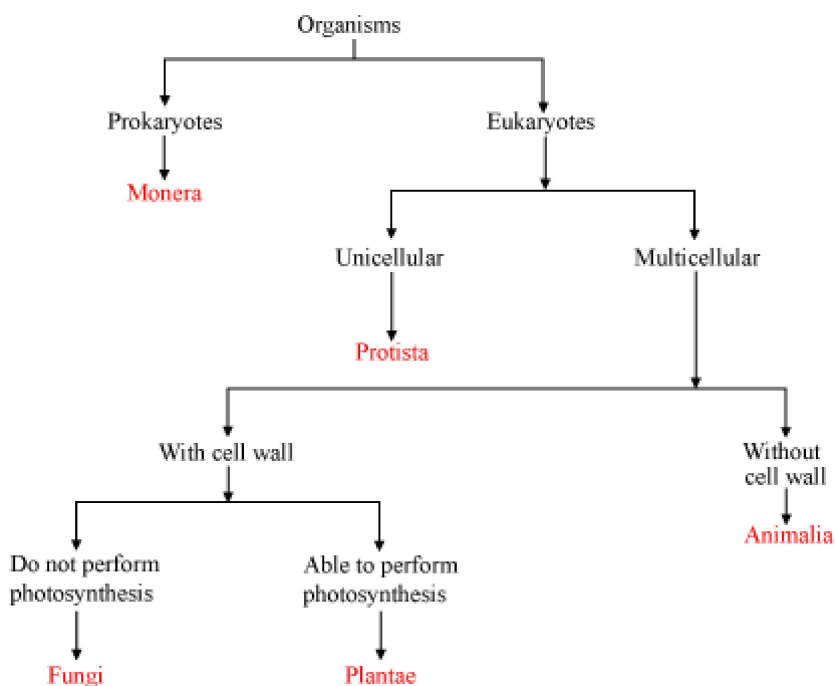 Organisms
Prokaryotes
Eukaryotes
Monera
Unicellular
Multicellular
Protista
With cell wall
Without
cell wall
Animalia
Do not perform
photosynthesis
Able to perform
photosynthesis
Fungi
Plantae